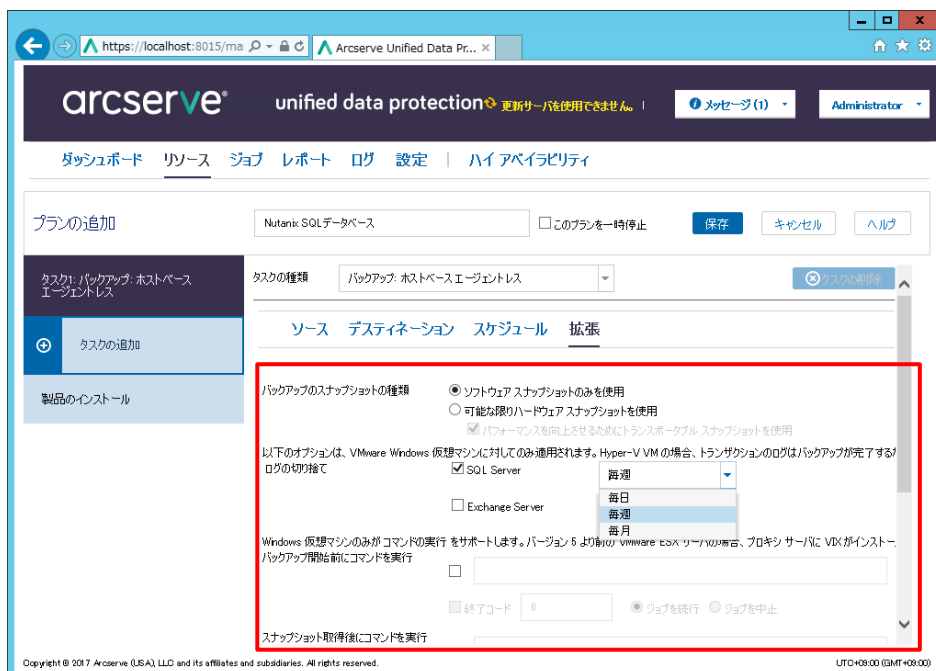 https://localhost:8015/ma
Arcserve Unified Data Pr...
arcserve®
unified data protection 更新サーバを使用できません。 |
メッセージ (1)
Administrator
ダッシュボード リソース ジョブ レポート ログ 設定 | ハイ アベイラビリティ
プランの追加
Nutanix SQLデータベース
このプランを一時停止
保存
キャンセル
ヘルプ
タスク1: バックアップ: ホストベース
エージェントレス
タスクの種類
バックアップ: ホストベース エージェントレス
タスクの削除
タスクの追加
製品のインストール
ソース デスティネーション スケジュール 拡張
バックアップのスナップショットの種類
ソフトウェア スナップショットのみを使用
可能な限りハードウェア スナップショットを使用
パフォーマンスを向上させるためにトランスポータブル スナップショットを使用
以下のオプションは、VMware Windows 仮想マシンに対してのみ適用されます。Hyper-V VM の場合、トランザクションのログはバックアップが完了する
ログの切り捨て
SQL Server
毎週
毎日
毎週
毎月
Exchange Server
Windows 仮想マシンのみがコマンドの実行 をサポートします。バージョン 5 より前の VMware ESX サーバの場合、プロキシ サーバに VIX がインストー
バックアップ開始前にコマンドを実行
終了コード
0
ジョブを続行
ジョブを中止
スナップショット取得後にコマンドを実行
Copyright © 2017 Arcserve (USA), LLC and its affiliates and subsidiaries. All rights reserved.
UTC+09:00 (GMT+09:00)